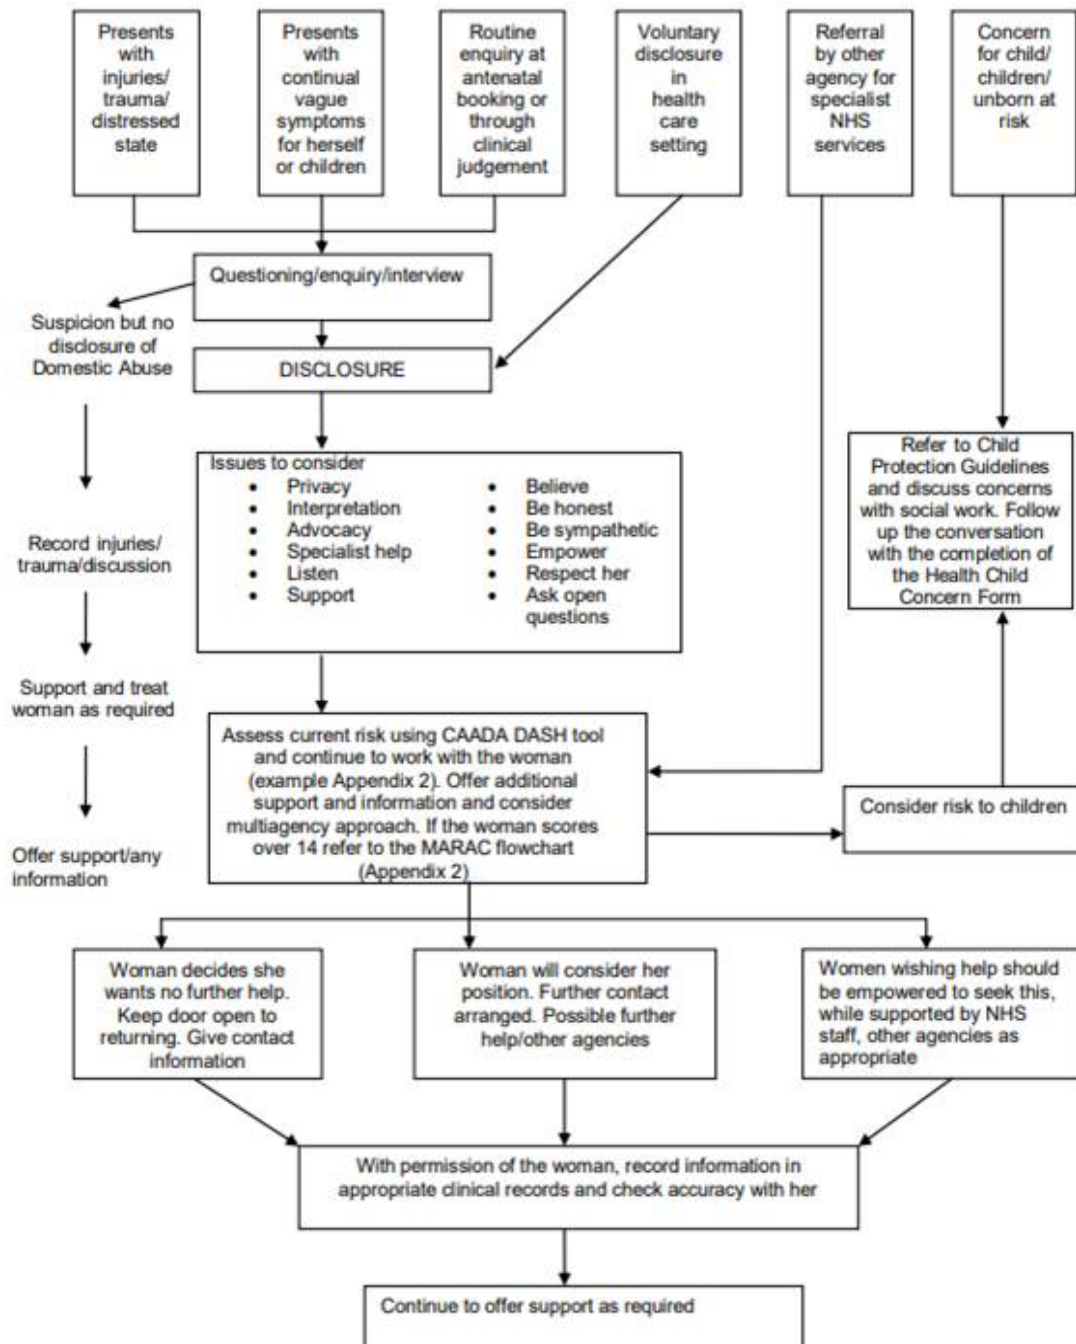 Presents
with
injuries/
trauma/
distressed
state
Presents
with
continual
vague
symptoms
for herself
or children
Routine
enquiry at
antenatal
booking or
through
clinical
judgement
Voluntary
disclosure
in
health
care
setting
Referral
by other
agency for
specialist
NHS
services
Concern
for child/
children/
unborn at
risk
Questioning/enquiry/interview
Suspicion but no
disclosure of
Domestic Abuse
DISCLOSURE
Record injuries/
trauma/discussion
Support and treat
woman as required
Offer support/any
information
Issues to consider
• Privacy
• Interpretation
• Advocacy
• Specialist help
• Listen
• Support
• Believe
• Be honest
• Be sympathetic
• Empower
• Respect her
• Ask open
questions
Refer to Child
Protection Guidelines
and discuss concerns
with social work. Follow
up the conversation
with the completion of
the Health Child
Concern Form
Assess current risk using CAADA DASH tool
and continue to work with the woman
(example Appendix 2). Offer additional
support and information and consider
multiagency approach. If the woman scores
over 14 refer to the MARAC flowchart
(Appendix 2)
Consider risk to children
Woman decides she
wants no further help.
Keep door open to
returning. Give contact
information
Woman will consider her
position. Further contact
arranged. Possible further
help/other agencies
Women wishing help should
be empowered to seek this,
while supported by NHS
staff, other agencies as
appropriate
With permission of the woman, record information in
appropriate clinical records and check accuracy with her
Continue to offer support as required